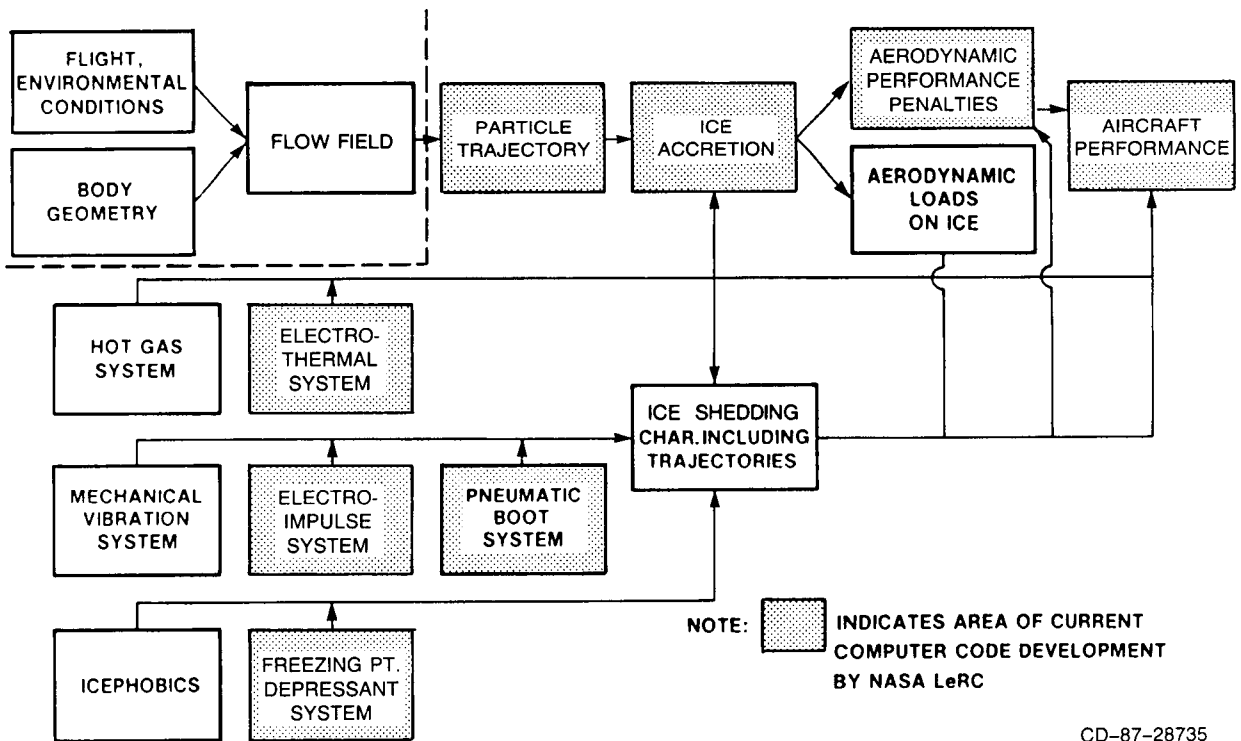 FLIGHT,
ENVIRONMENTAL
CONDITIONS
BODY
GEOMETRY
FLOW FIELD
PARTICLE
TRAJECTORY
ICE
ACCRETION
AERODYNAMIC
PERFORMANCE
PENALTIES
AERODYNAMIC
LOADS
ON ICE
AIRCRAFT
PERFORMANCE
HOT GAS
SYSTEM
ELECTRO-
THERMAL
SYSTEM
ICE SHEDDING
CHAR. INCLUDING
TRAJECTORIES
MECHANICAL
VIBRATION
SYSTEM
ELECTRO-
IMPULSE
SYSTEM
PNEUMATIC
BOOT
SYSTEM
ICEPHOBICS
FREEZING PT.
DEPRESSANT
SYSTEM
NOTE: INDICATES AREA OF CURRENT
COMPUTER CODE DEVELOPMENT
BY NASA LeRC
CD-87-28735